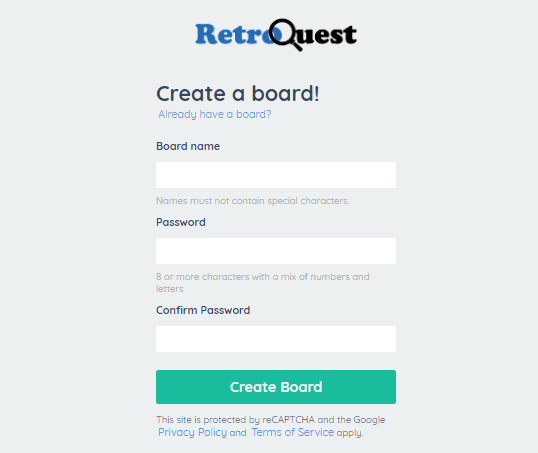 RetroQuest
Create a board!
Already have a board?
Board name
Names must not contain special characters.
Password
8 or more characters with a mix of numbers and
letters
Confirm Password
Create Board
This site is protected by reCAPTCHA and the Google
Privacy Policy and Terms of Service apply.